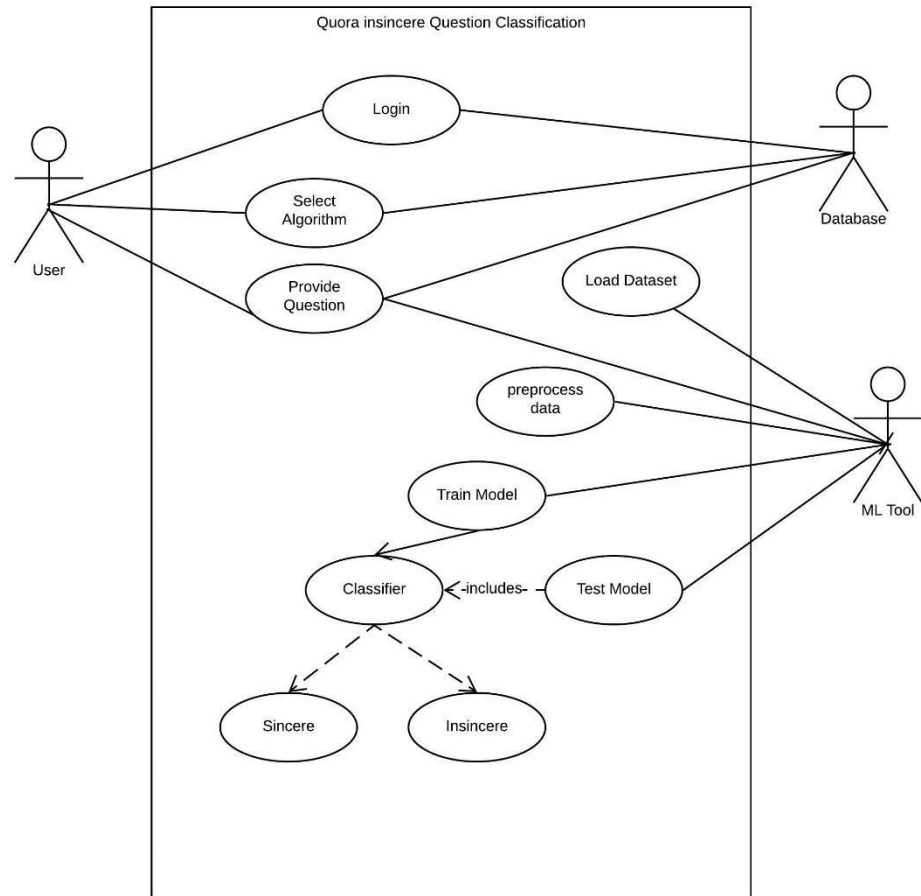 Quora insincere Question Classification
Login
Select
Algorithm
Provide
Question
User
Database
Load Dataset
preprocess
data
Train Model
ML Tool
Classifier
includes
Test Model
Sincere
Insincere